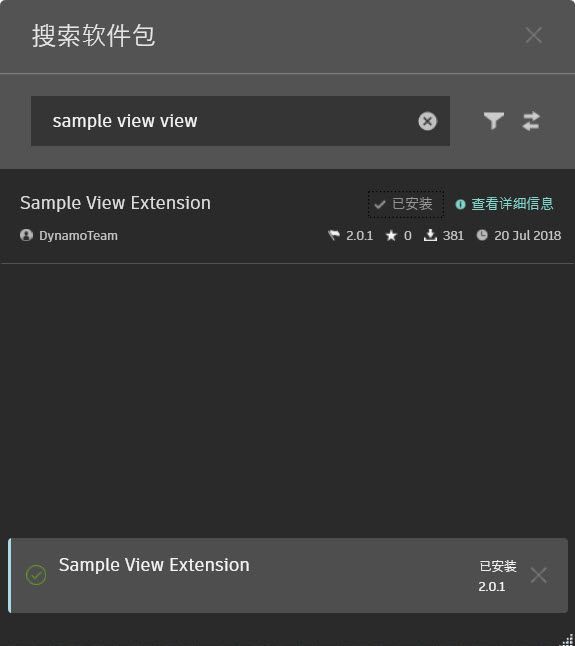 搜索软件包
sample view view
Sample View Extension 已安装 查看详细信息
DynamoTeam 2.0.1 0 381 20 Jul 2018
Sample View Extension 已安装
2.0.1